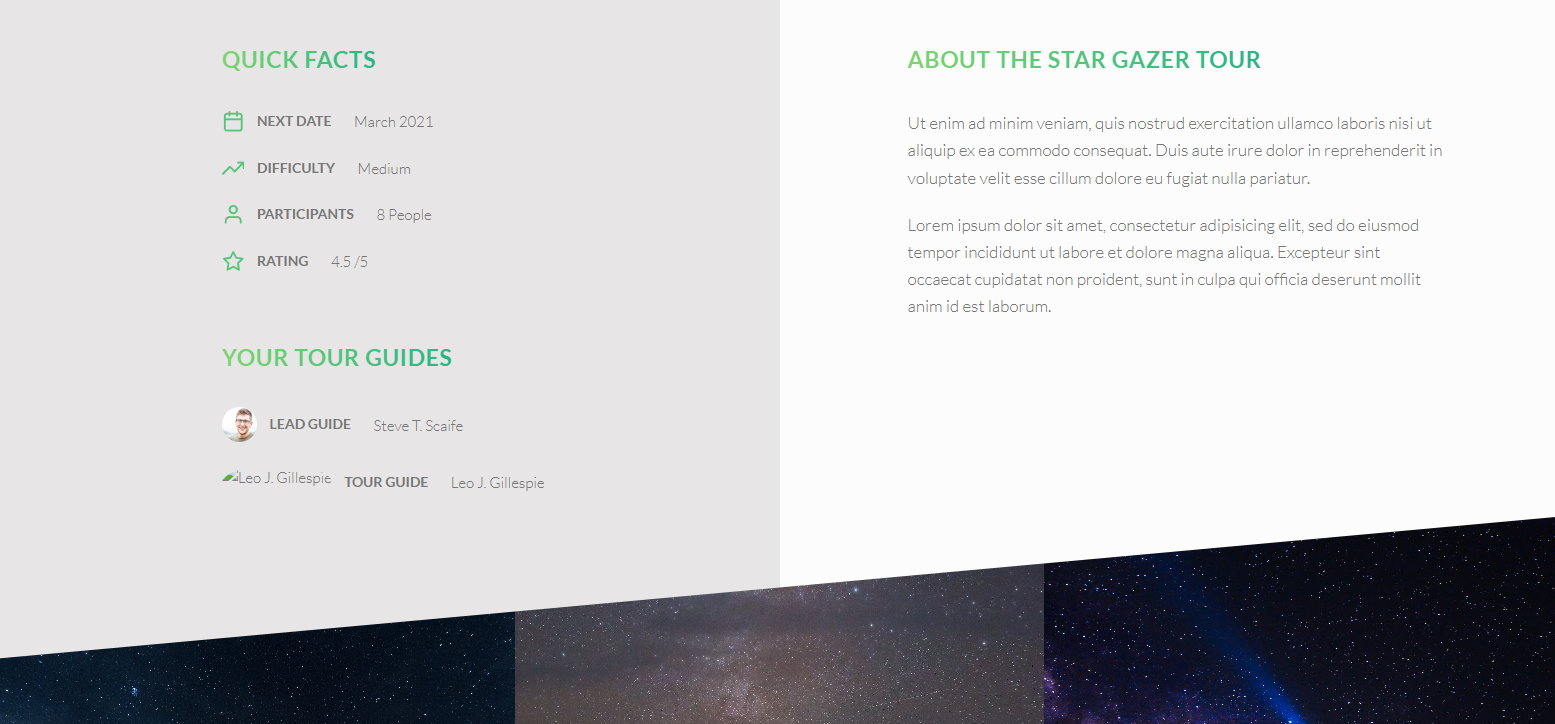 QUICK FACTS
NEXT DATE March 2021
DIFFICULTY Medium
PARTICIPANTS 8 People
RATING 4.5 /5
YOUR TOUR GUIDES
LEAD GUIDE Steve T. Scaife
Leo J. Gillespie TOUR GUIDE Leo J. Gillespie
ABOUT THE STAR GAZER TOUR
Ut enim ad minim veniam, quis nostrud exercitation ullamco laboris nisi ut
aliquip ex ea commodo consequat. Duis aute irure dolor in reprehenderit in
voluptate velit esse cillum dolore eu fugiat nulla pariatur.
Lorem ipsum dolor sit amet, consectetur adipisicing elit, sed do eiusmod
tempor incididunt ut labore et dolore magna aliqua. Excepteur sint
occaecat cupidatat non proident, sunt in culpa qui officia deserunt mollit
anim id est laborum.